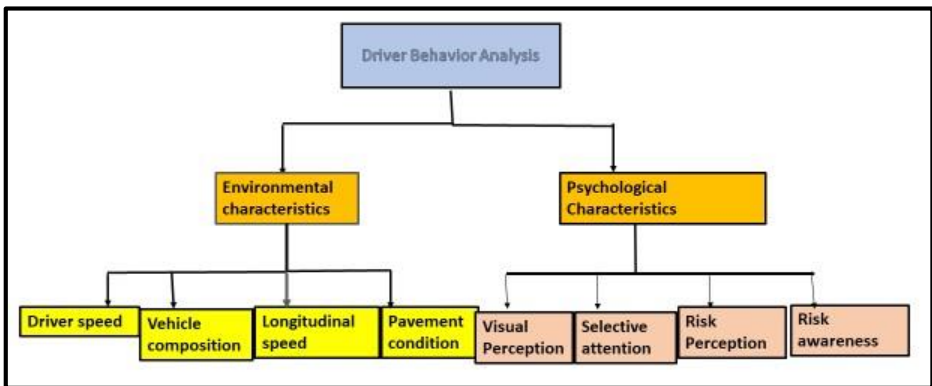 Driver Behavior Analysis
Environmental
characteristics
Psychological
Characteristics
Driver speed
Vehicle
composition
Longitudinal
speed
Pavement
condition
Visual
Perception
Selective
attention
Risk
Perception
Risk
awareness